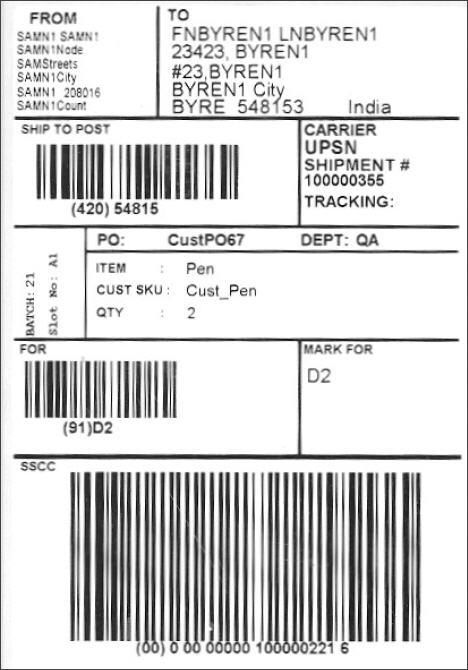 FROM
SAMN1 SAMN1
SAMN1Node
SAMStreets
SAMN1City
SAMN1 208016
SAMN1Count
TO
FNBYREN1 LNBYREN1
23423, BYREN1
#23,BYREN1
BYREN1 City
BYRE 548153 India
SHIP TO POST
(420) 54815
CARRIER
UPSN
SHIPMENT #
100000355
TRACKING:
BATCH: 21
Slot No: A1
PO: CustPO67 DEPT: QA
ITEM : Pen
CUST SKU : Cust_Pen
QTY : 2
FOR
(91)D2
MARK FOR
D2
SSCC
(00) 0 00 00000 100000221 6